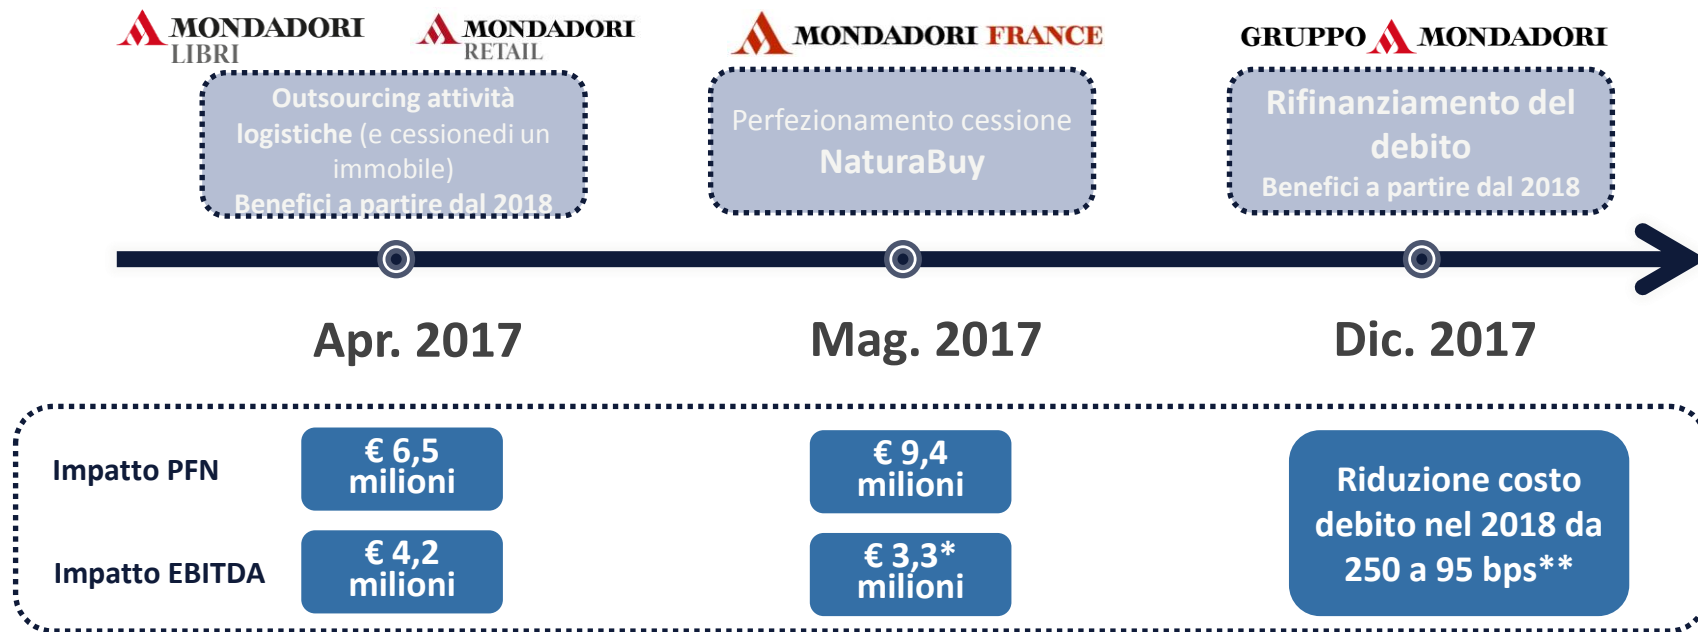 MONDADORI
LIBRI
MONDADORI
RETAIL
MONDADORI FRANCE
GRUPPO MONDADORI
Outsourcing attività
logistiche (e cessionedi un
immobile)
Benefici a partire dal 2018
Perfezionamento cessione
NaturaBuy
Rifinanziamento del
debito
Benefici a partire dal 2018
Apr. 2017
Mag. 2017
Dic. 2017
Impatto PFN
€ 6,5
milioni
€ 9,4
milioni
Impatto EBITDA
€ 4,2
milioni
€ 3,3*
milioni
Riduzione costo
debito nel 2018 da
250 a 95 bps**